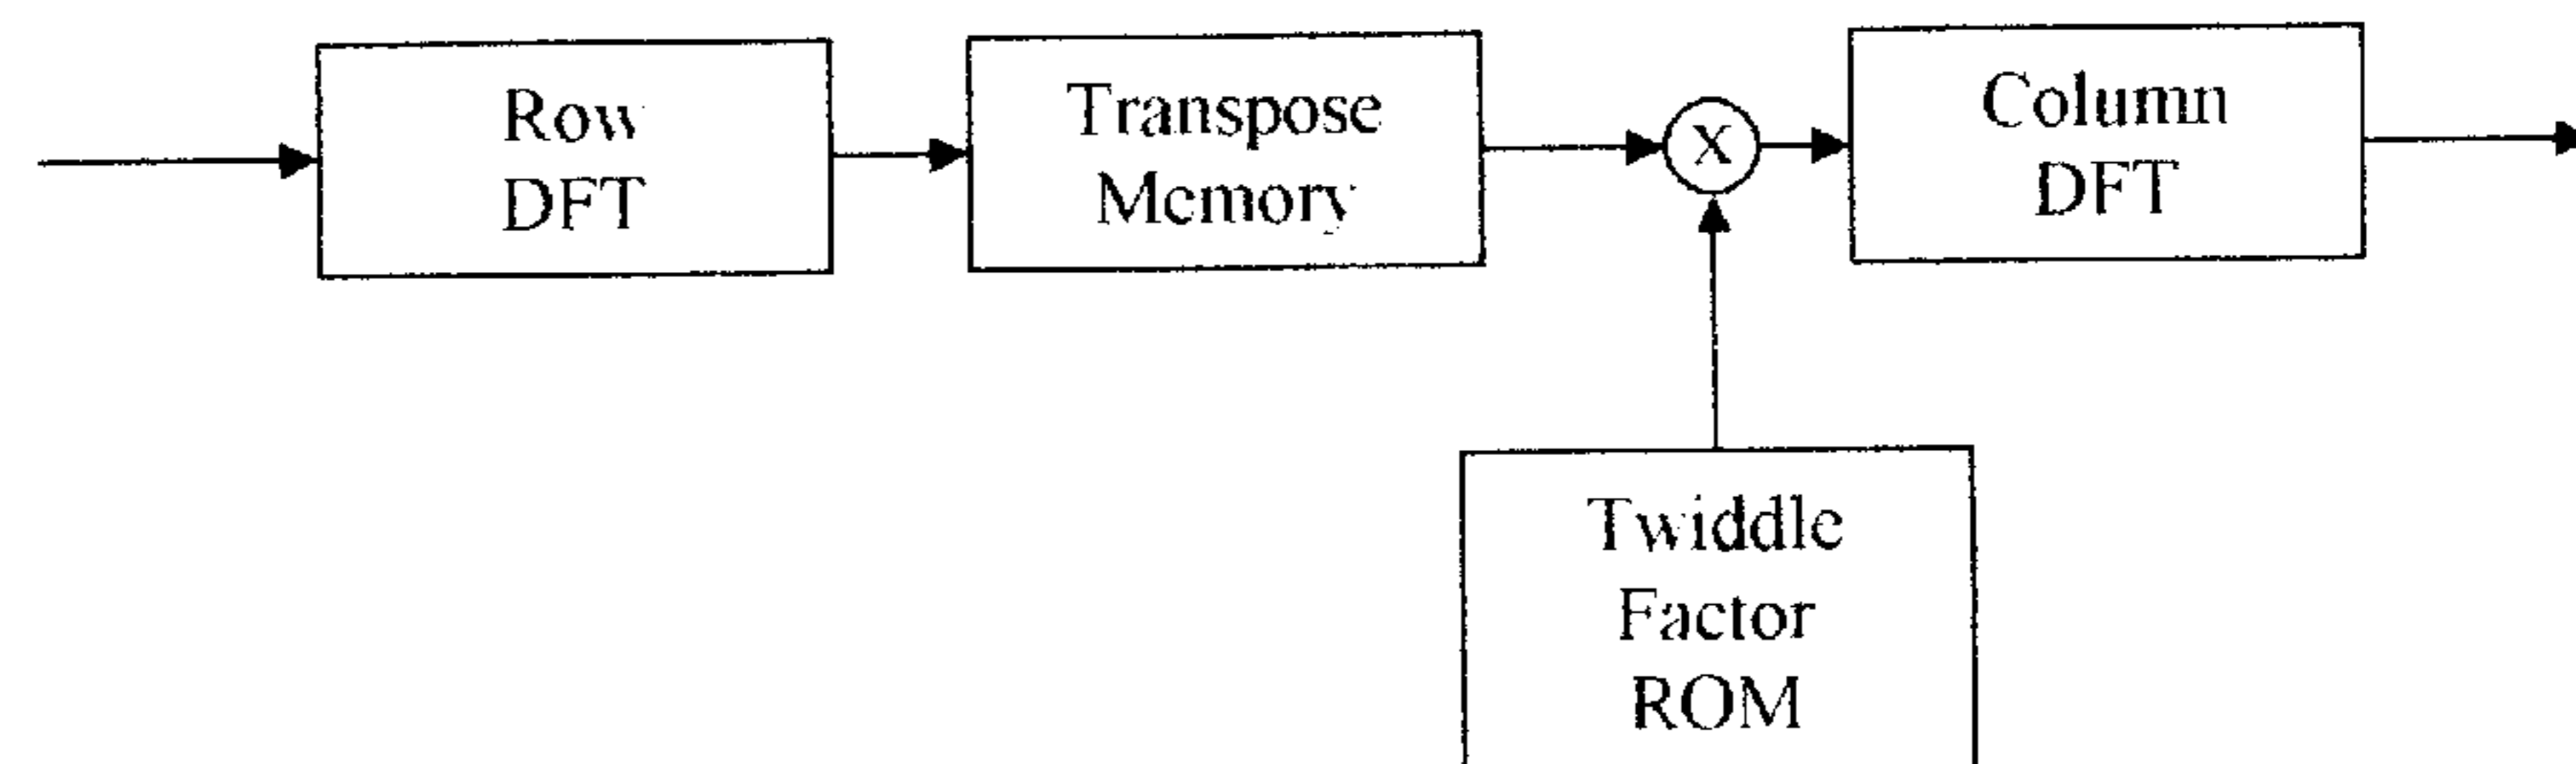 Row
DFT
Transpose
Memory
X
Column
DFT
Twiddle
Factor
ROM